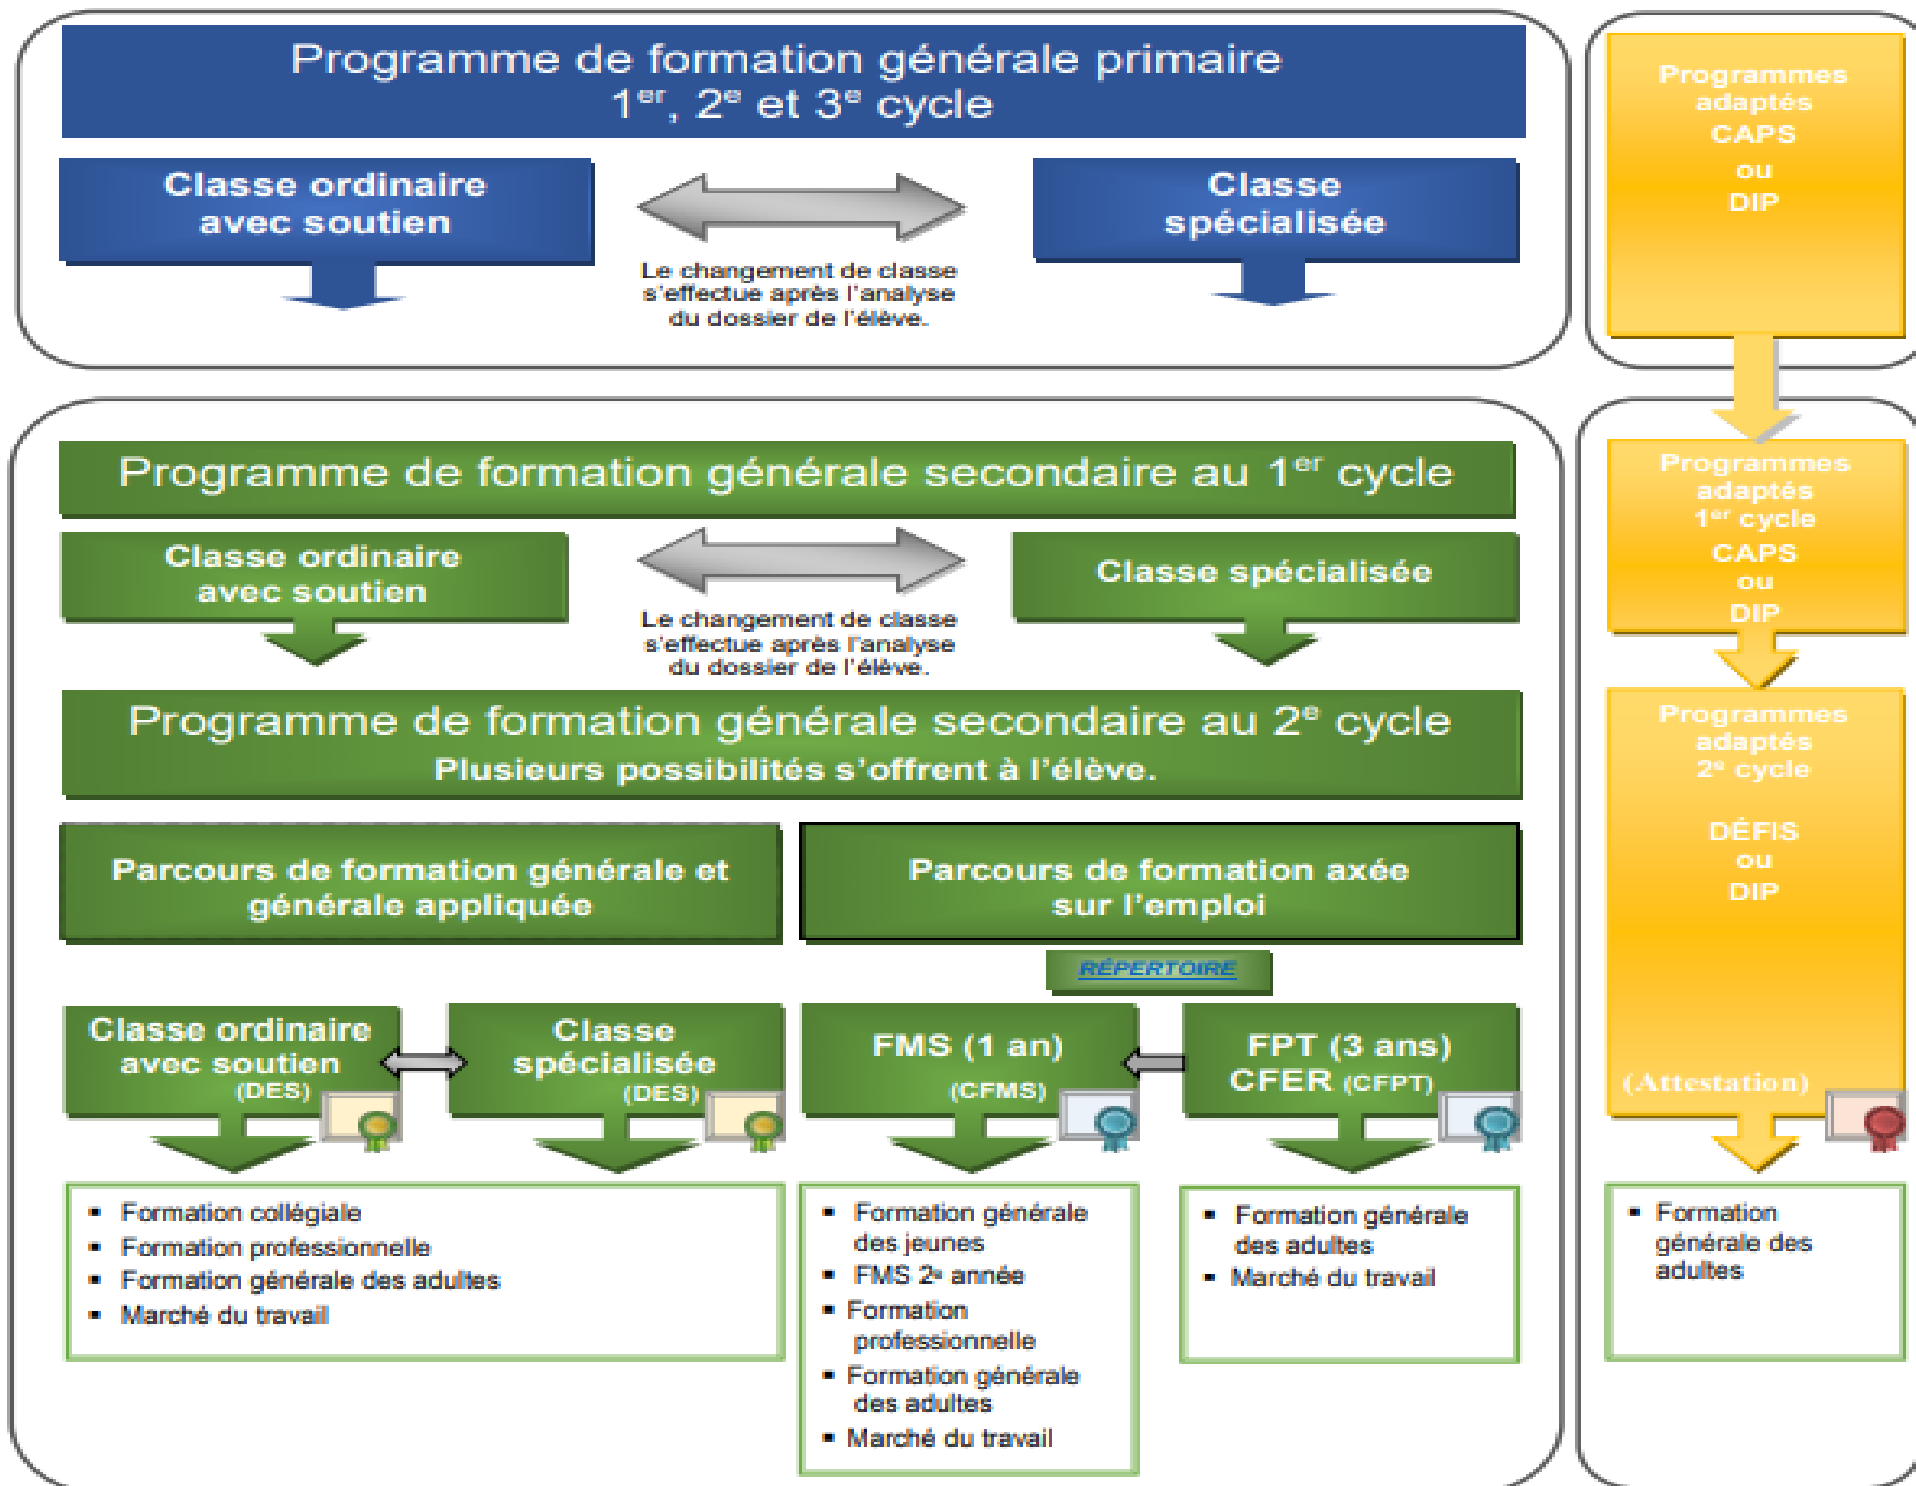 Programme de formation générale primaire
1er, 2e et 3e cycle
Classe ordinaire
avec soutien
Le changement de classe
s'effectue après l'analyse
du dossier de l'élève.
Classe
spécialisée
Programmes
adaptés
CAPS
ou
DIP
Programme de formation générale secondaire au 1er cycle
Classe ordinaire
avec soutien
Le changement de classe
s'effectue après l'analyse
du dossier de l'élève.
Classe spécialisée
Programmes
adaptés
1er cycle
CAPS
ou
DIP
Programme de formation générale secondaire au 2e cycle
Plusieurs possibilités s'offrent à l'élève.
Parcours de formation générale et
générale appliquée
Parcours de formation axée
sur l'emploi
RÉPERTOIRE
Classe ordinaire
avec soutien
(DES)
Classe
spécialisée
(DES)
FMS (1 an)
(CFMS)
FPT (3 ans)
CFER (CFPT)
Programmes
adaptés
2e cycle
DÉFIS
ou
DIP
(Attestation)
▪ Formation collégiale
▪ Formation professionnelle
▪ Formation générale des adultes
▪ Marché du travail
▪ Formation générale
des jeunes
▪ FMS 2e année
▪ Formation
professionnelle
▪ Formation générale
des adultes
▪ Marché du travail
▪ Formation générale
des adultes
▪ Marché du travail
▪ Formation
générale des
adultes